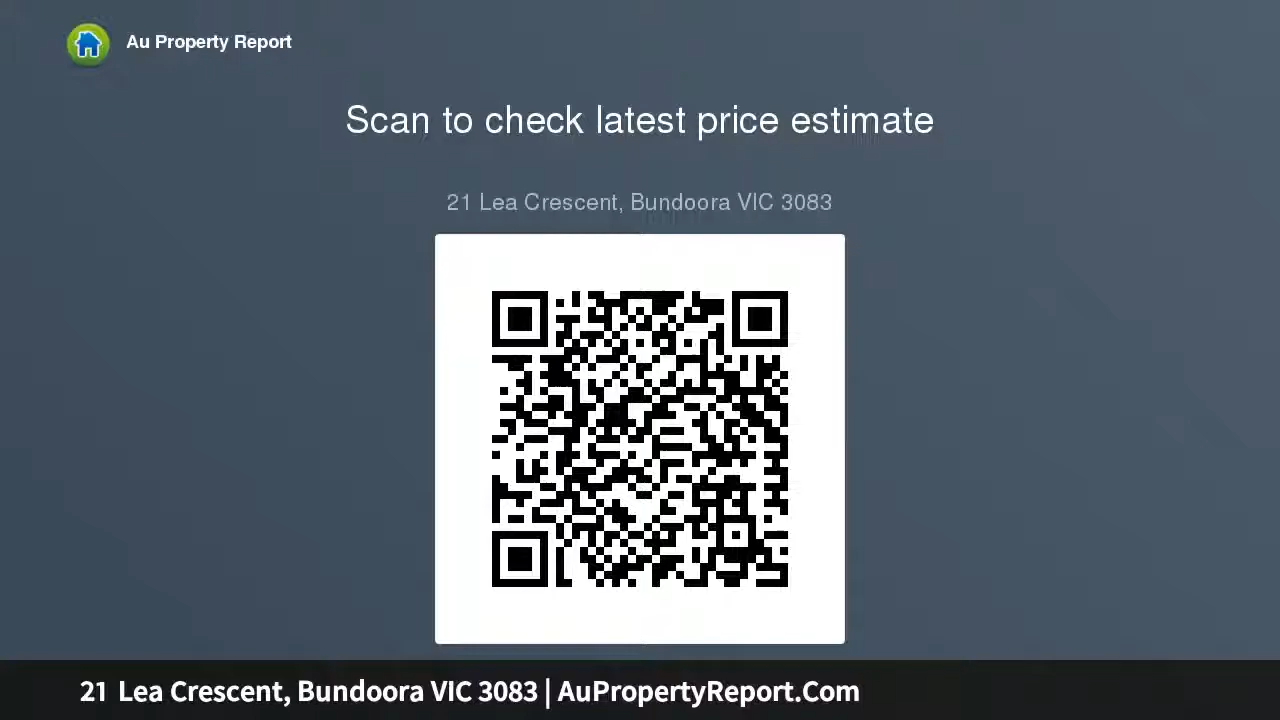 Au Property Report
Scan to check latest price estimate
21 Lea Crescent, Bundoora VIC 3083
21 Lea Crescent, Bundoora VIC 3083 | AuPropertyReport.Com